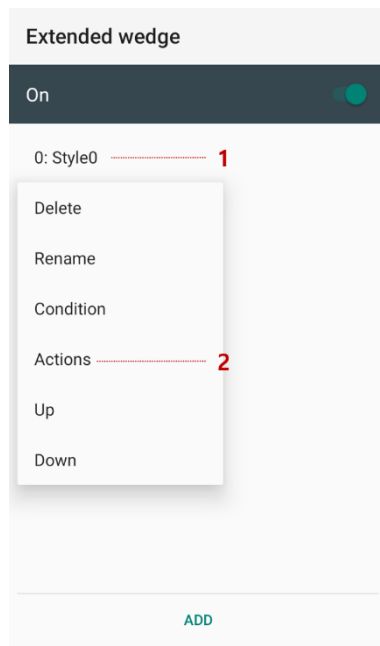 Extended wedge
On
0: Style0 1
Delete
Rename
Condition
Actions 2
Up
Down
ADD